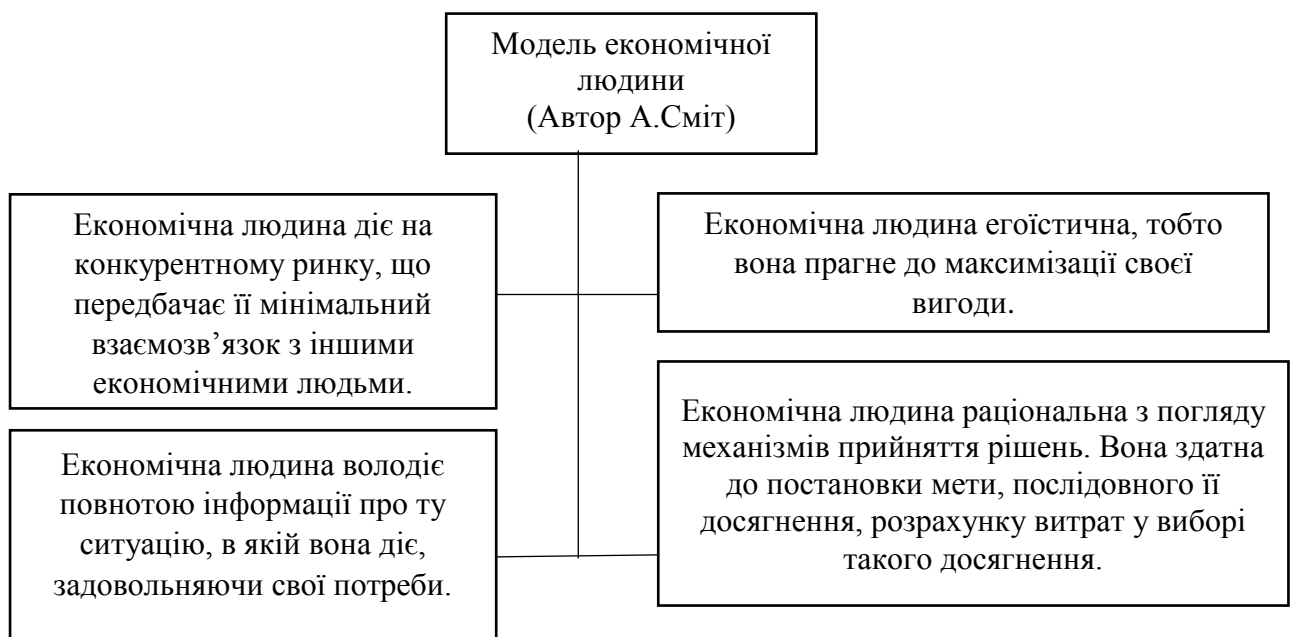 Модель економічної
людини
(Автор А.Сміт)
Економічна людина діє на
конкурентному ринку, що
передбачає її мінімальний
взаємозв’язок з іншими
економічними людьми.
Економічна людина егоїстична, тобто
вона прагне до максимізації своєї
вигоди.
Економічна людина володіє
повнотою інформації про ту
ситуацію, в якій вона діє,
задовольняючи свої потреби.
Економічна людина раціональна з погляду
механізмів прийняття рішень. Вона здатна
до постановки мети, послідовного її
досягнення, розрахунку витрат у виборі
такого досягнення.